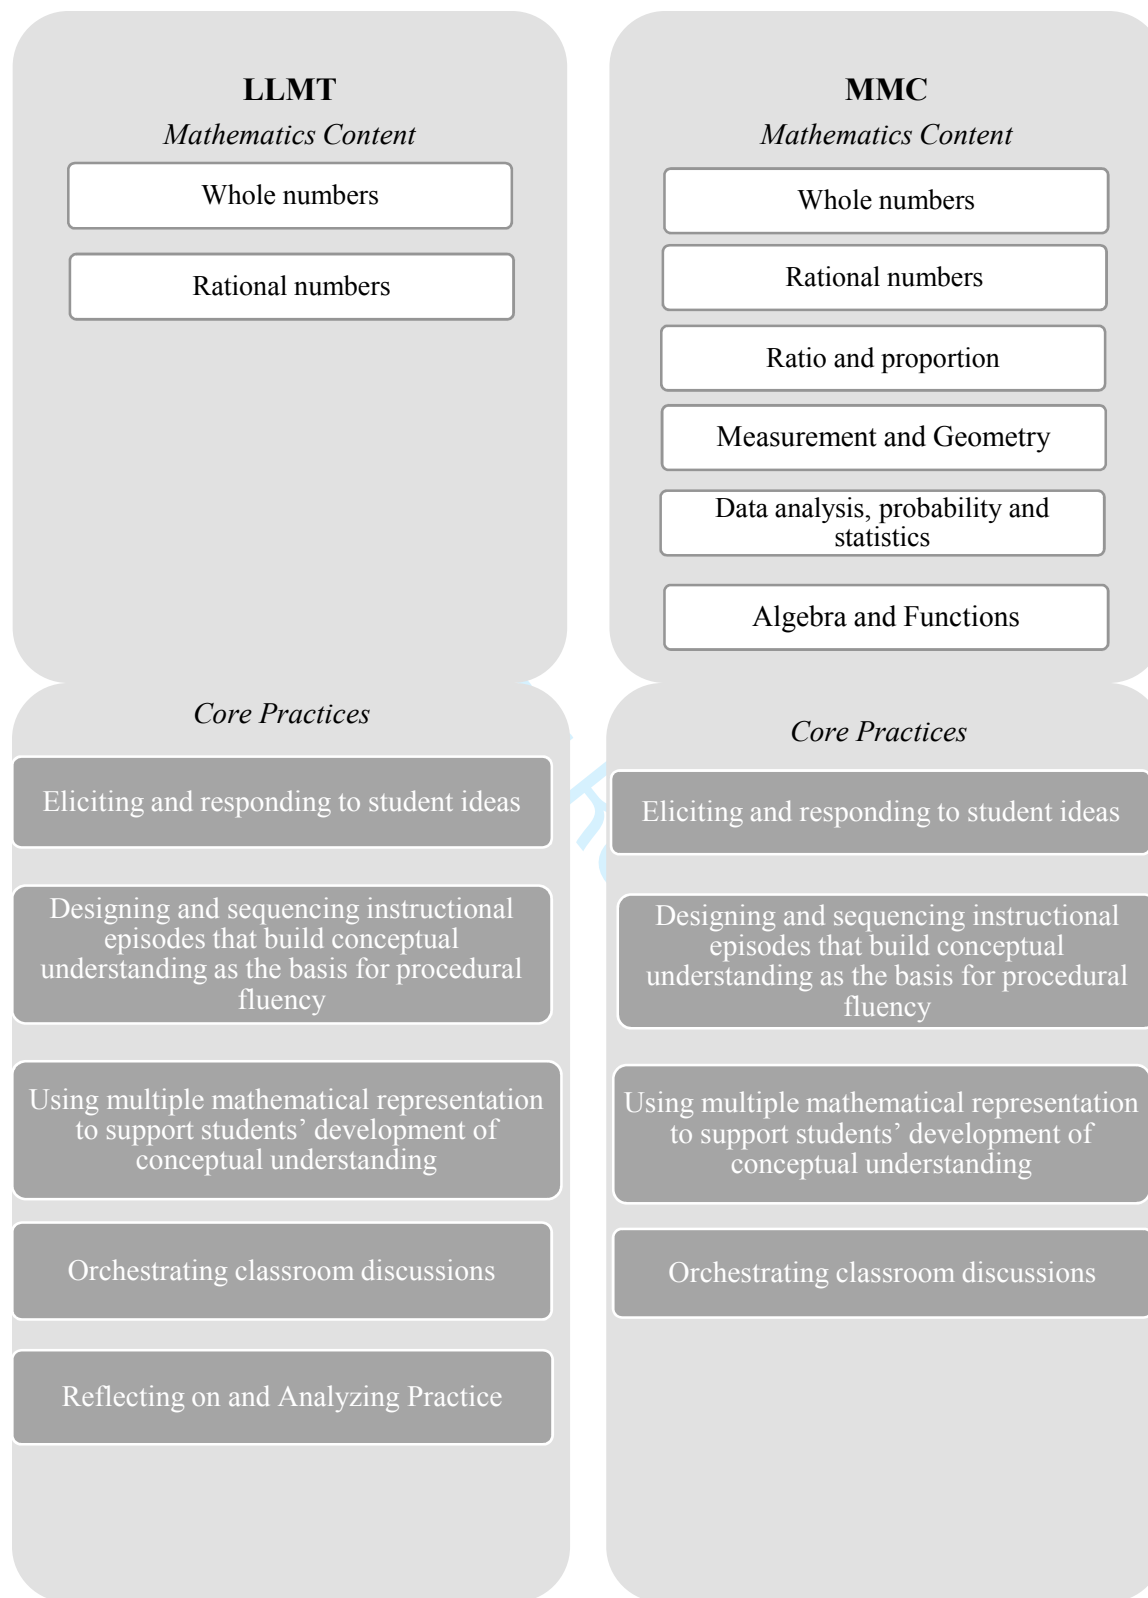 LLMT
Mathematics Content
Whole numbers
Rational numbers
MMC
Mathematics Content
Whole numbers
Rational numbers
Ratio and proportion
Measurement and Geometry
Data analysis, probability and
statistics
Algebra and Functions
Core Practices
Eliciting and responding to student ideas
Designing and sequencing instructional
episodes that build conceptual
understanding as the basis for procedural
fluency
Using multiple mathematical representation
to support students’ development of
conceptual understanding
Orchestrating classroom discussions
Reflecting on and Analyzing Practice
Core Practices
Eliciting and responding to student ideas
Designing and sequencing instructional
episodes that build conceptual
understanding as the basis for procedural
fluency
Using multiple mathematical representation
to support students’ development of
conceptual understanding
Orchestrating classroom discussions